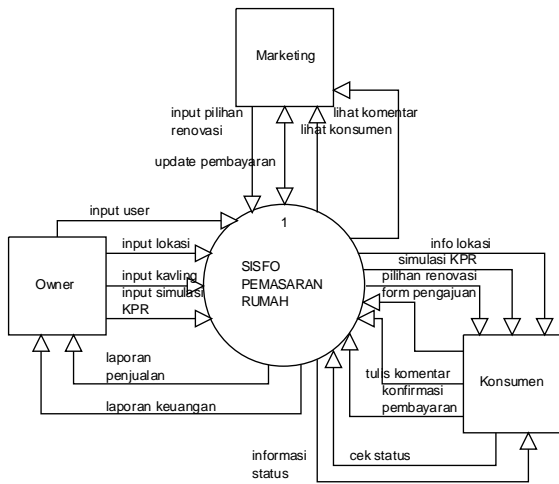 Marketing
input pilihan
renovasi
lihat komentar
lihat konsumen
update pembayaran
1
input user
input lokasi
Owner
input kavling
input simulasi
KPR
SISFO
PEMASARAN
RUMAH
info lokasi
simulasi KPR
pilihan renovasi
form pengajuan
laporan
penjualan
laporan keuangan
tulis komentar
konfirmasi
pembayaran
Konsumen
informasi
status
cek status